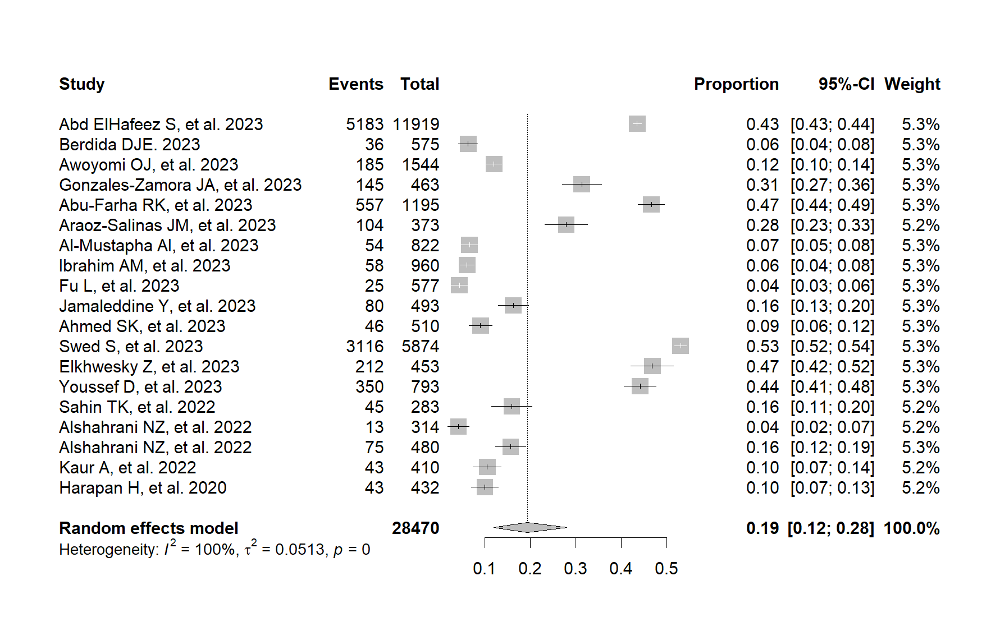 Study Events Total Proportion 95%-CI Weight
Abd ElHafeez S, et al. 2023 5183 11919 0.43 [0.43; 0.44] 5.3%
Berdida DJE. 2023 36 575 0.06 [0.04; 0.08] 5.3%
Awoyomi OJ, et al. 2023 185 1544 0.12 [0.10; 0.14] 5.3%
Gonzales-Zamora JA, et al. 2023 145 463 0.31 [0.27; 0.36] 5.3%
Abu-Farha RK, et al. 2023 557 1195 0.47 [0.44; 0.49] 5.3%
Araoz-Salinas JM, et al. 2023 104 373 0.28 [0.23; 0.33] 5.2%
Al-Mustapha AI, et al. 2023 54 822 0.07 [0.05; 0.08] 5.3%
Ibrahim AM, et al. 2023 58 960 0.06 [0.04; 0.08] 5.3%
Fu L, et al. 2023 25 577 0.04 [0.03; 0.06] 5.3%
Jamaleddine Y, et al. 2023 80 493 0.16 [0.13; 0.20] 5.3%
Ahmed SK, et al. 2023 46 510 0.09 [0.06; 0.12] 5.3%
Swed S, et al. 2023 3116 5874 0.53 [0.52; 0.54] 5.3%
Elkhwesky Z, et al. 2023 212 453 0.47 [0.42; 0.52] 5.3%
Youssef D, et al. 2023 350 793 0.44 [0.41; 0.48] 5.3%
Sahin TK, et al. 2022 45 283 0.16 [0.11; 0.20] 5.2%
Alshahrani NZ, et al. 2022 13 314 0.04 [0.02; 0.07] 5.2%
Alshahrani NZ, et al. 2022 75 480 0.16 [0.12; 0.19] 5.3%
Kaur A, et al. 2022 43 410 0.10 [0.07; 0.14] 5.2%
Harapan H, et al. 2020 43 432 0.10 [0.07; 0.13] 5.2%
Random effects model 28470 0.19 [0.12; 0.28] 100.0%
Heterogeneity: I² = 100%, τ² = 0.0513, p = 0
0.1 0.2 0.3 0.4 0.5